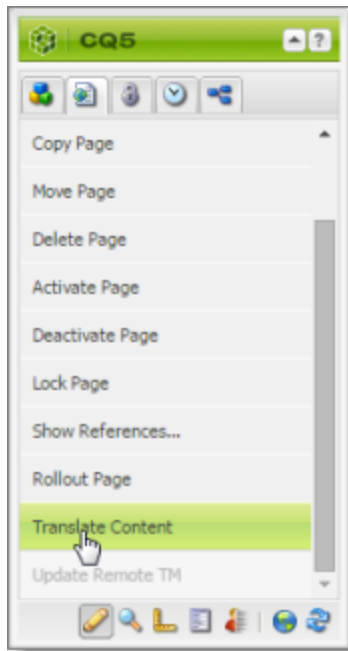 CQ5
?
Copy Page
Move Page
Delete Page
Activate Page
Deactivate Page
Lock Page
Show References...
Rollout Page
Translate Content
Update Remote TM